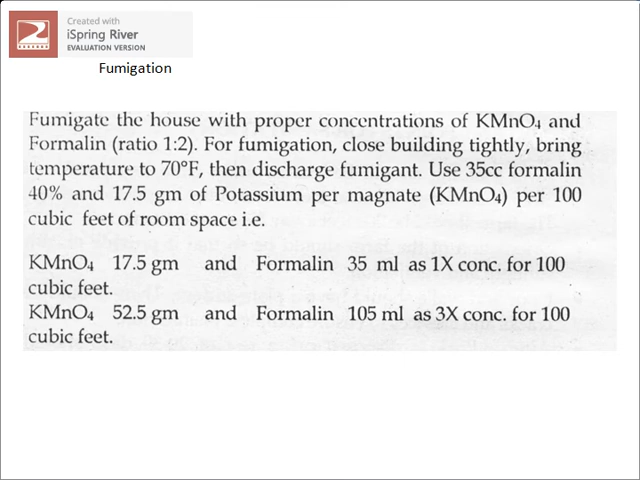 Created with
iSpring River
EVALUATION VERSION
Fumigation
Fumigate the house with proper concentrations of KMnO₄ and
Formalin (ratio 1:2). For fumigation, close building tightly, bring
temperature to 70°F, then discharge fumigant. Use 35cc formalin
40% and 17.5 gm of Potassium per magnate (KMnO₄) per 100
cubic feet of room space i.e.
KMnO₄ 17.5 gm and Formalin 35 ml as 1X conc. for 100
cubic feet.
KMnO₄ 52.5 gm and Formalin 105 ml as 3X conc. for 100
cubic feet.